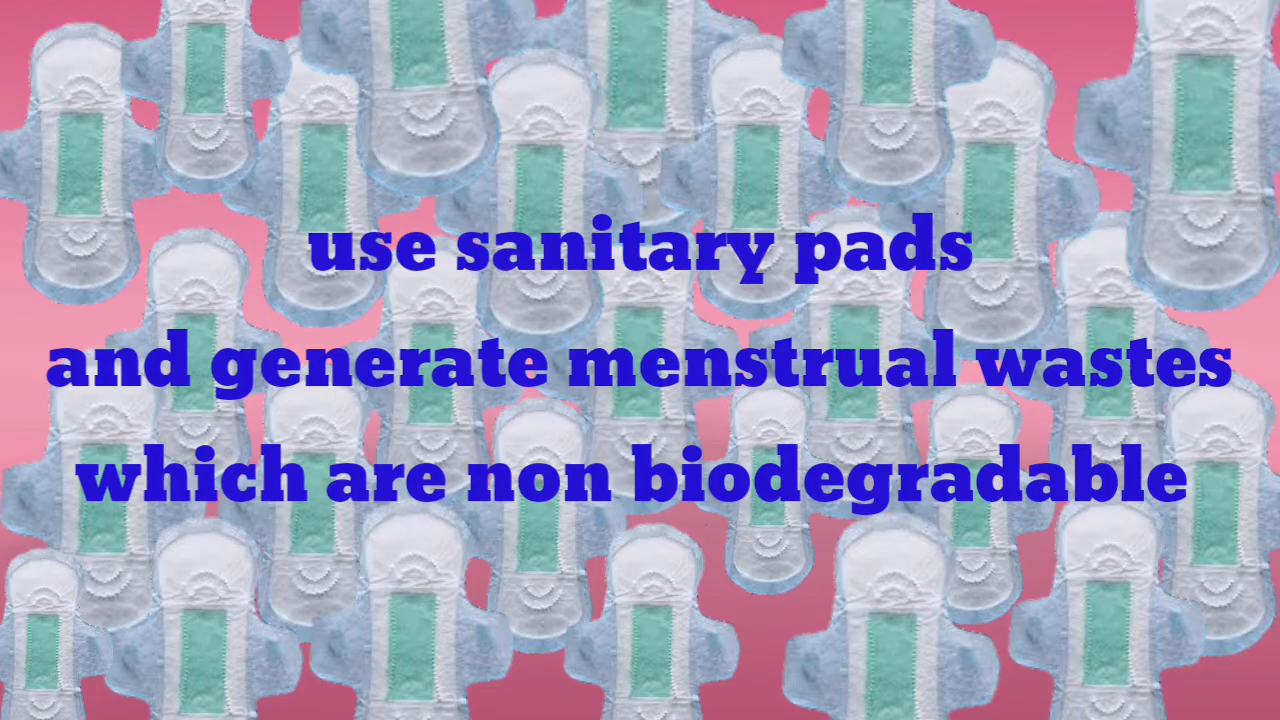 use sanitary pads
and generate menstrual wastes
which are non biodegradable